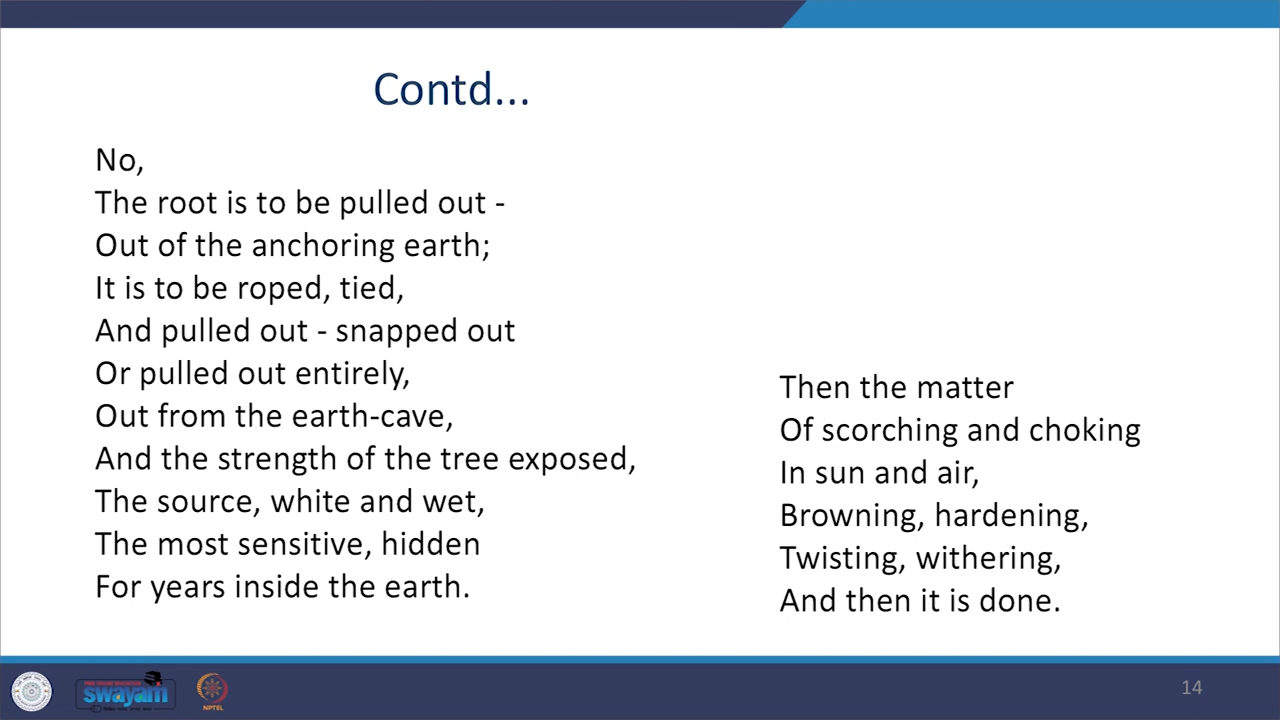 Contd...
No,
The root is to be pulled out -
Out of the anchoring earth;
It is to be roped, tied,
And pulled out - snapped out
Or pulled out entirely,
Out from the earth-cave,
And the strength of the tree exposed,
The source, white and wet,
The most sensitive, hidden
For years inside the earth.
Then the matter
Of scorching and choking
In sun and air,
Browning, hardening,
Twisting, withering,
And then it is done.
swayam
NPTEL
14